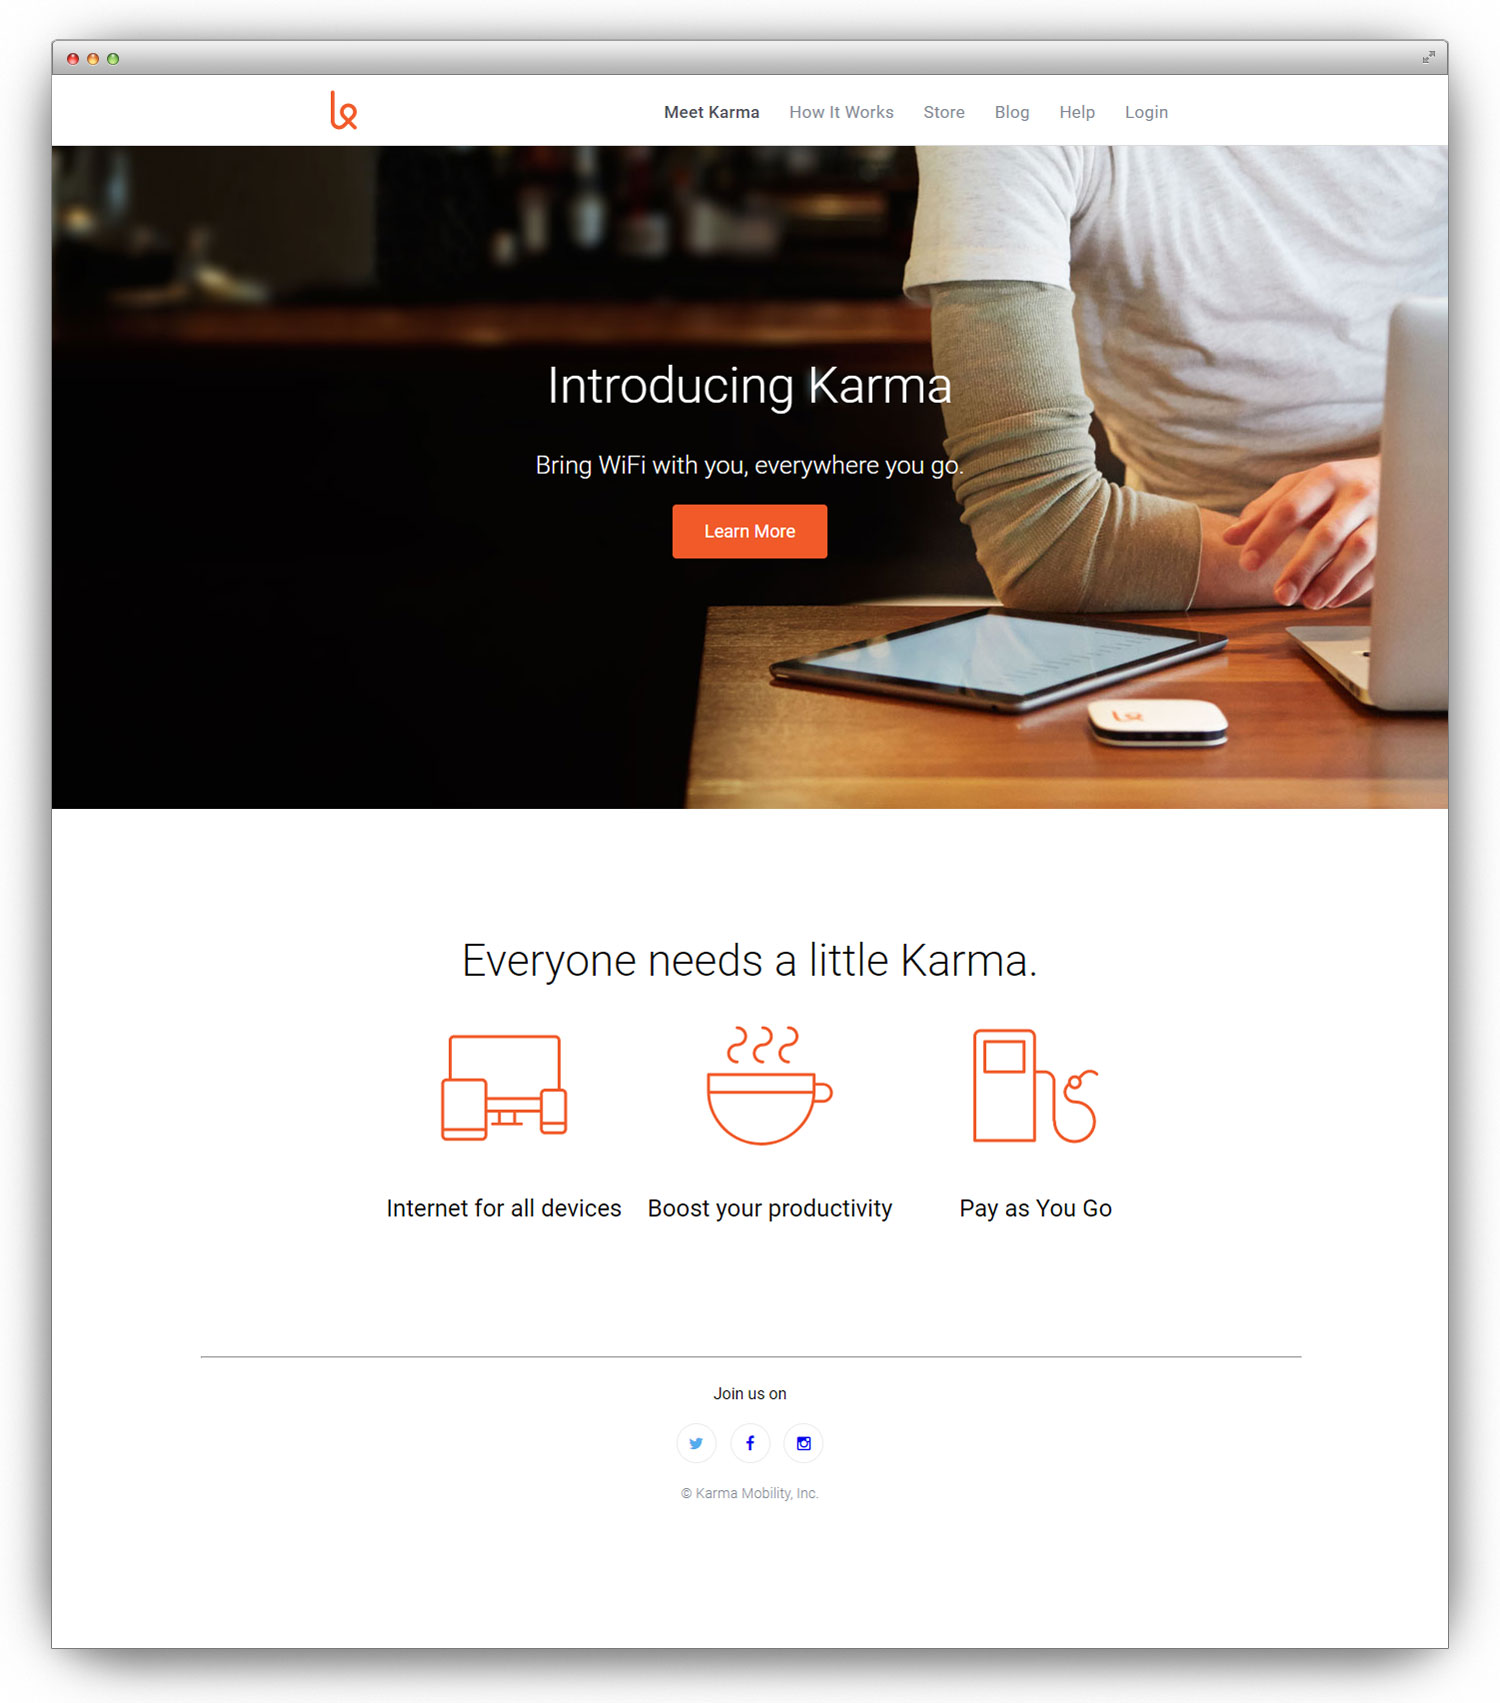 Meet Karma How It Works Store Blog Help Login
Introducing Karma
Bring WiFi with you, everywhere you go.
Learn More
Everyone needs a little Karma.
Internet for all devices Boost your productivity Pay as You Go
Join us on
© Karma Mobility, Inc.